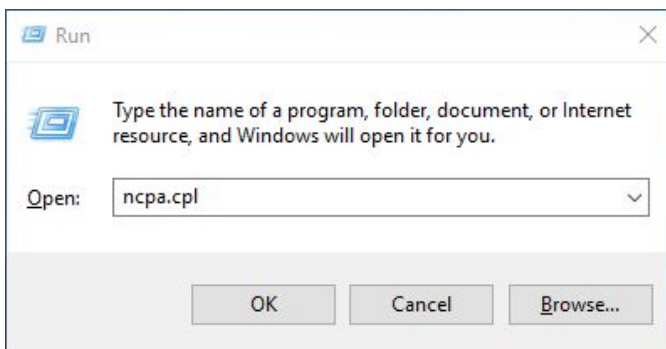 Run
Type the name of a program, folder, document, or Internet
resource, and Windows will open it for you.
Open: ncpa.cpl
OK Cancel Browse...